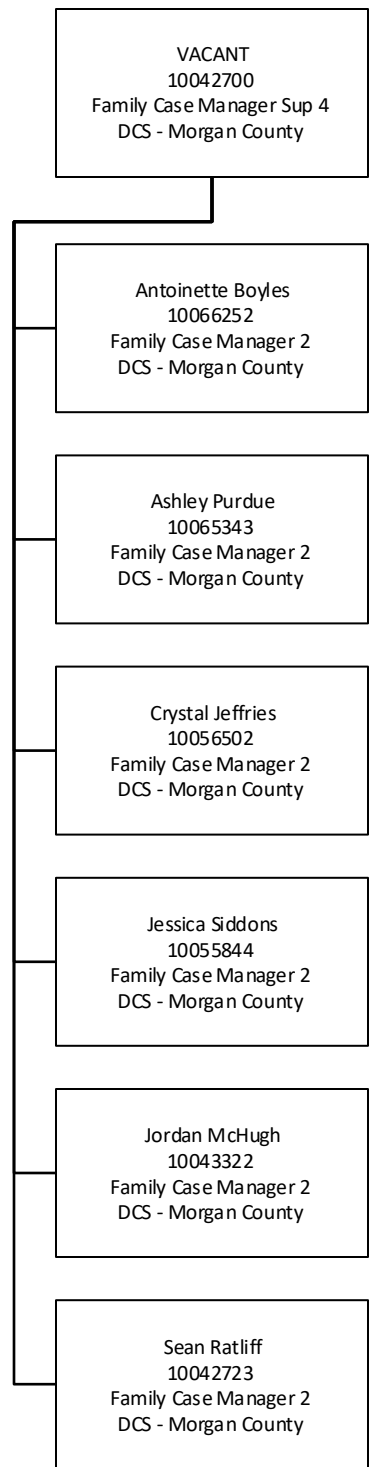 VACANT
10042700
Family Case Manager Sup 4
DCS - Morgan County
Antoinette Boyles
10066252
Family Case Manager 2
DCS - Morgan County
Ashley Purdue
10065343
Family Case Manager 2
DCS - Morgan County
Crystal Jeffries
10056502
Family Case Manager 2
DCS - Morgan County
Jessica Siddons
10055844
Family Case Manager 2
DCS - Morgan County
Jordan McHugh
10043322
Family Case Manager 2
DCS - Morgan County
Sean Ratliff
10042723
Family Case Manager 2
DCS - Morgan County